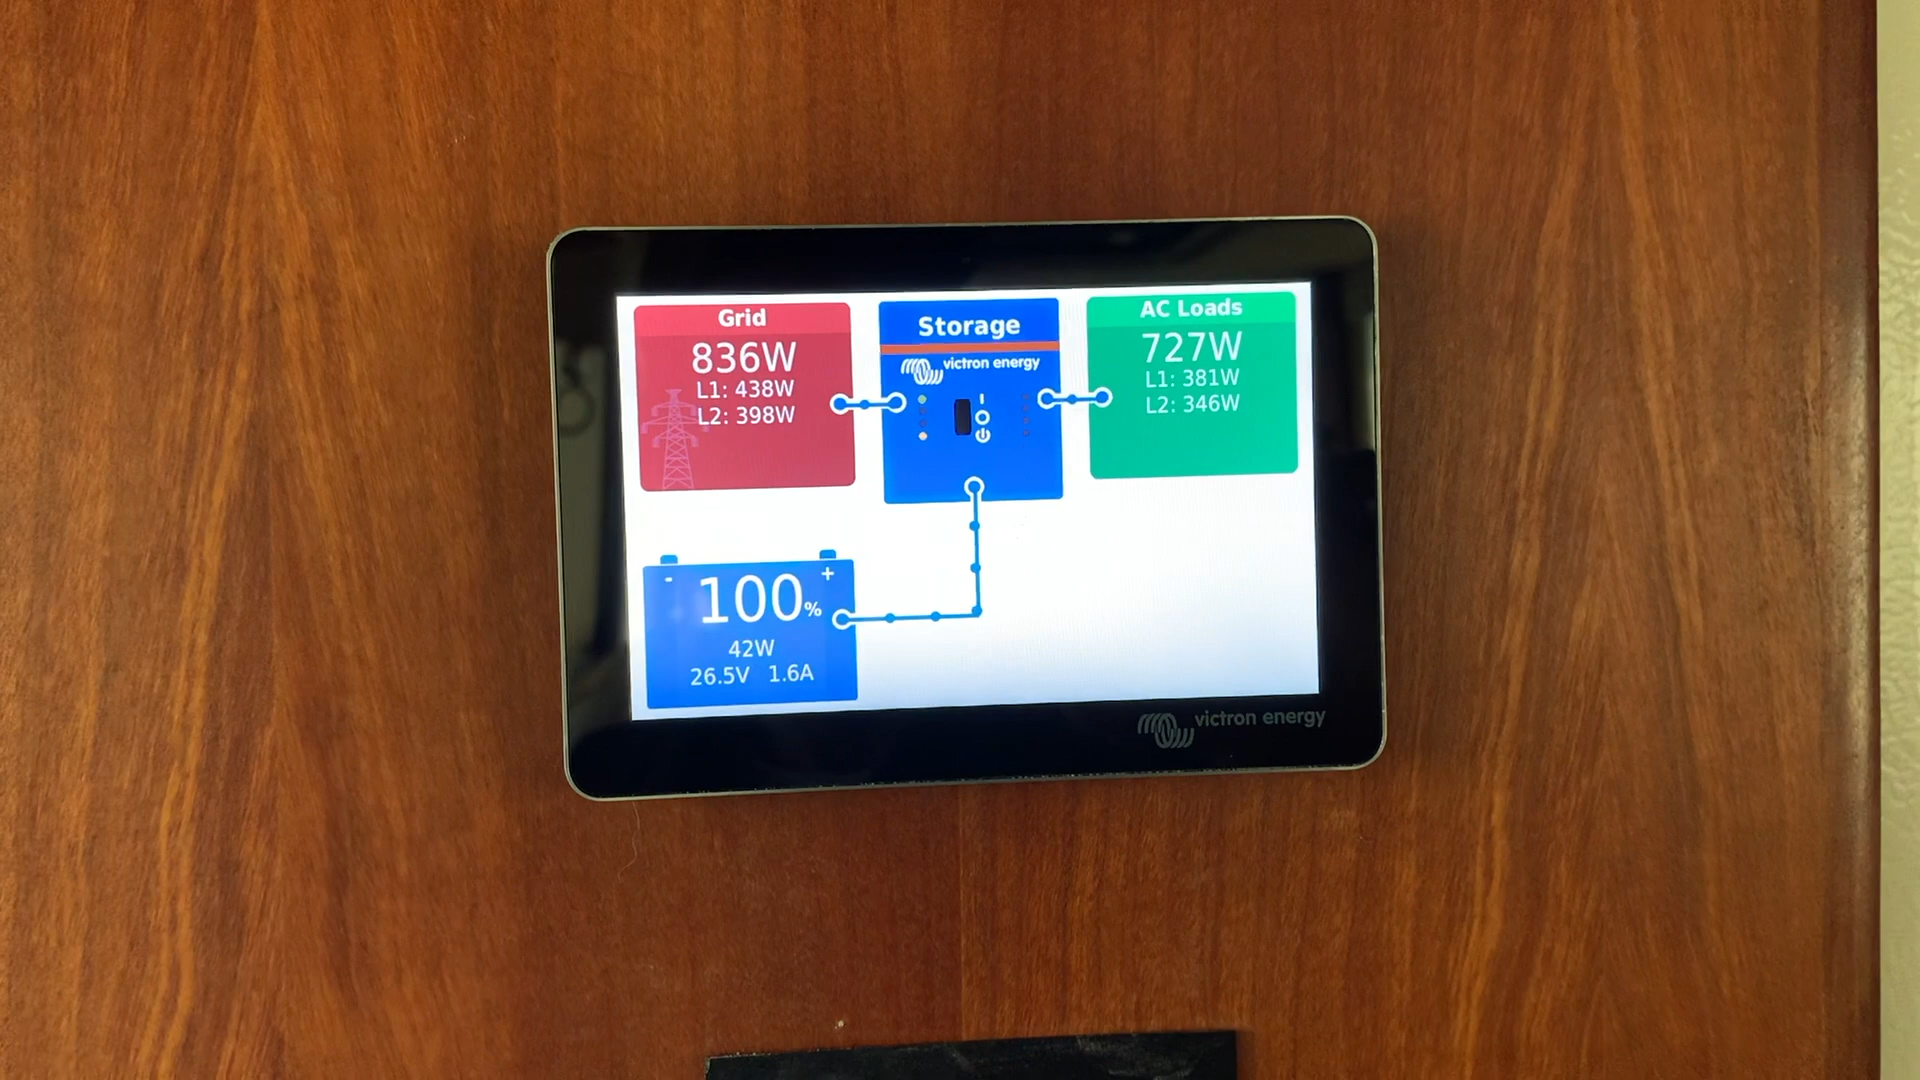 Grid
836W
L1: 438W
L2: 398W
Storage
victron energy
AC Loads
727W
L1: 381W
L2: 346W
- +
100%
42W
26.5V 1.6A
victron energy